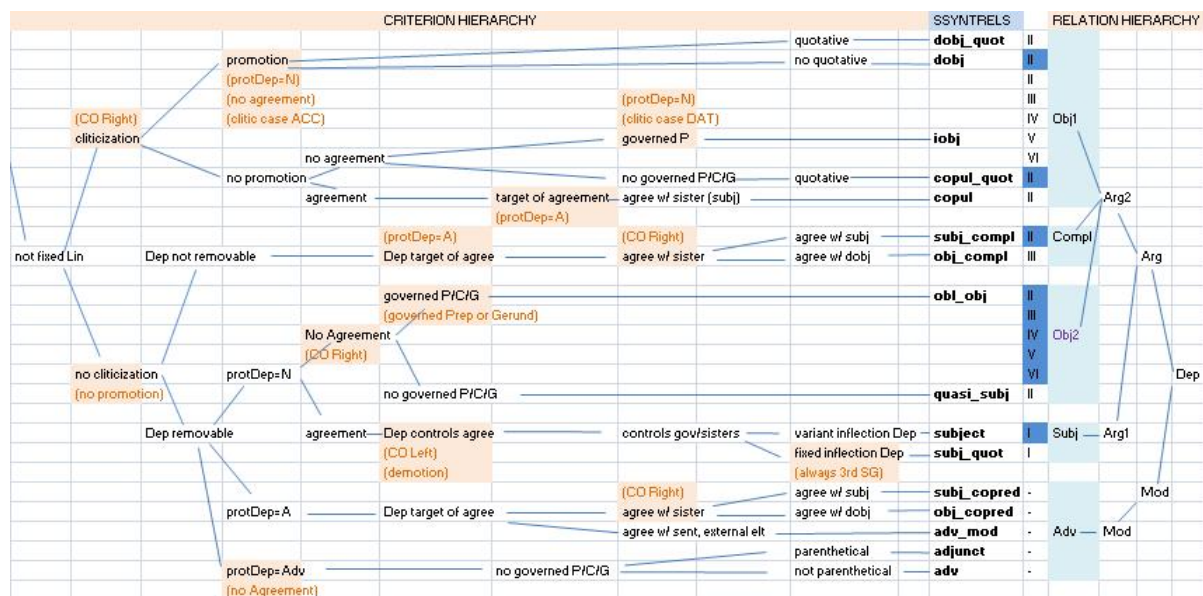 CRITERION HIERARCHY SSYNTRELS RELATION HIERARCHY
quotative dobj_quot II
promotion no quotative dobj II
(protDep=N) II
(no agreement) (protDep=N) III
(CO Right) (clitic case ACC) (clitic case DAT) IV Obj1
cliticization governed P iobj V
no agreement VI
no promotion no governed P/C/G quotative copul_quot II
agreement target of agreement agree w/ sister (subj) copul II Arg2
(protDep=A)
(protDep=A) (CO Right) agree w/ subj subj_compl II Compl
not fixed Lin Dep not removable Dep target of agree agree w/ sister agree w/ dobj obj_compl III Arg
governed P/C/G obl_obj II
(governed Prep or Gerund) III
No Agreement IV Obj2
(CO Right) V
no cliticization protDep=N VI Dep
(no promotion) no governed P/C/G quasi_subj II
Dep removable agreement Dep controls agree controls gov/sisters variant inflection Dep subject I Subj Arg1
(CO Left) fixed inflection Dep subj_quot I
(demotion) (always 3rd SG)
(CO Right) agree w/ subj subj_copred - Mod
protDep=A Dep target of agree agree w/ sister agree w/ dobj obj_copred -
agree w/ sent, external elt adv_mod - Adv Mod
parenthetical adjunct -
protDep=Adv no governed P/C/G not parenthetical adv -
(no Agreement)